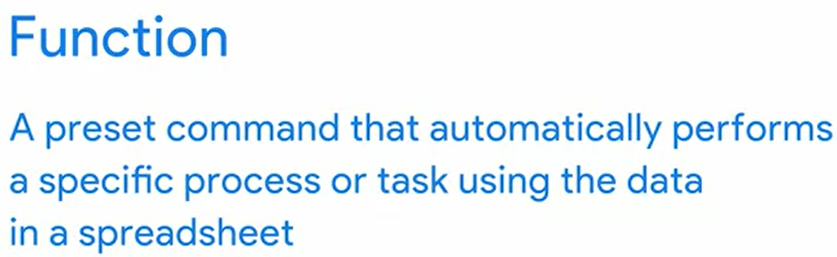 Function
A preset command that automatically performs
a specific process or task using the data
in a spreadsheet